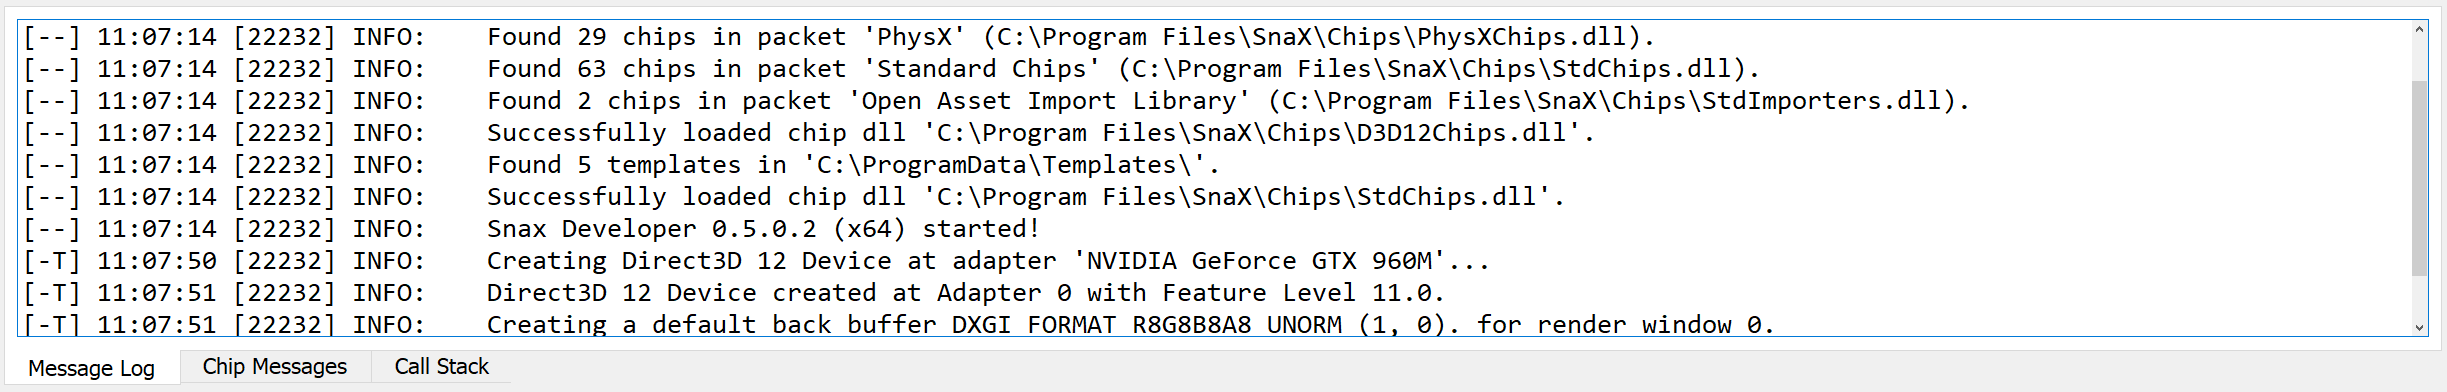 [--] 11:07:14 [22232] INFO:    Found 29 chips in packet 'PhysX' (C:\Program Files\SnaX\Chips\PhysXChips.dll).
[--] 11:07:14 [22232] INFO:    Found 63 chips in packet 'Standard Chips' (C:\Program Files\SnaX\Chips\StdChips.dll).
[--] 11:07:14 [22232] INFO:    Found 2 chips in packet 'Open Asset Import Library' (C:\Program Files\SnaX\Chips\StdImporters.dll).
[--] 11:07:14 [22232] INFO:    Successfully loaded chip dll 'C:\Program Files\SnaX\Chips\D3D12Chips.dll'.
[--] 11:07:14 [22232] INFO:    Found 5 templates in 'C:\ProgramData\Templates\'.
[--] 11:07:14 [22232] INFO:    Successfully loaded chip dll 'C:\Program Files\SnaX\Chips\StdChips.dll'.
[--] 11:07:14 [22232] INFO:    Snax Developer 0.5.0.2 (x64) started!
[-T] 11:07:50 [22232] INFO:    Creating Direct3D 12 Device at adapter 'NVIDIA GeForce GTX 960M'...
[-T] 11:07:51 [22232] INFO:    Direct3D 12 Device created at Adapter 0 with Feature Level 11.0.
[-T] 11:07:51 [22232] INFO:    Creating a default back buffer DXGI_FORMAT_R8G8B8A8_UNORM (1, 0). for render window 0.
Message Log Chip Messages Call Stack